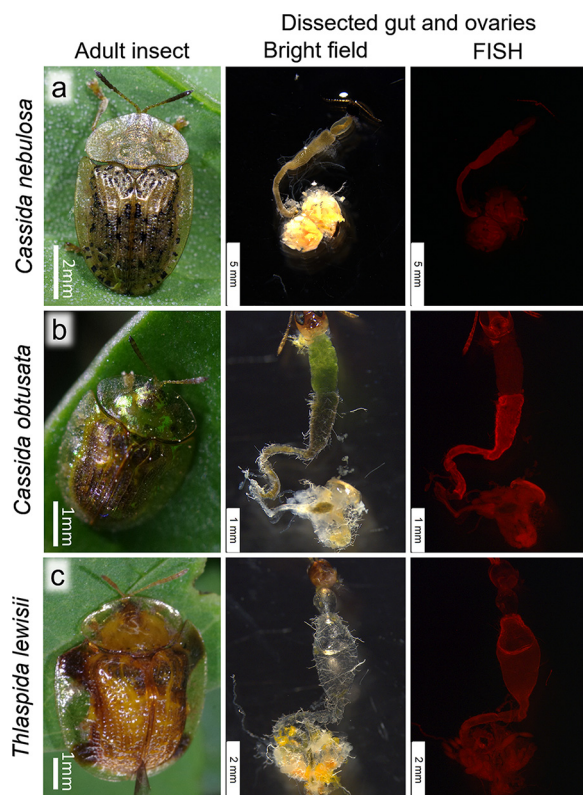 Dissected gut and ovaries
Adult insect Bright field FISH
a
Cassida nebulosa
2mm
5 mm
5 mm
b
Cassida obtusata
1mm
1 mm
1 mm
c
Thlaspida lewisii
1mm
2 mm
2 mm